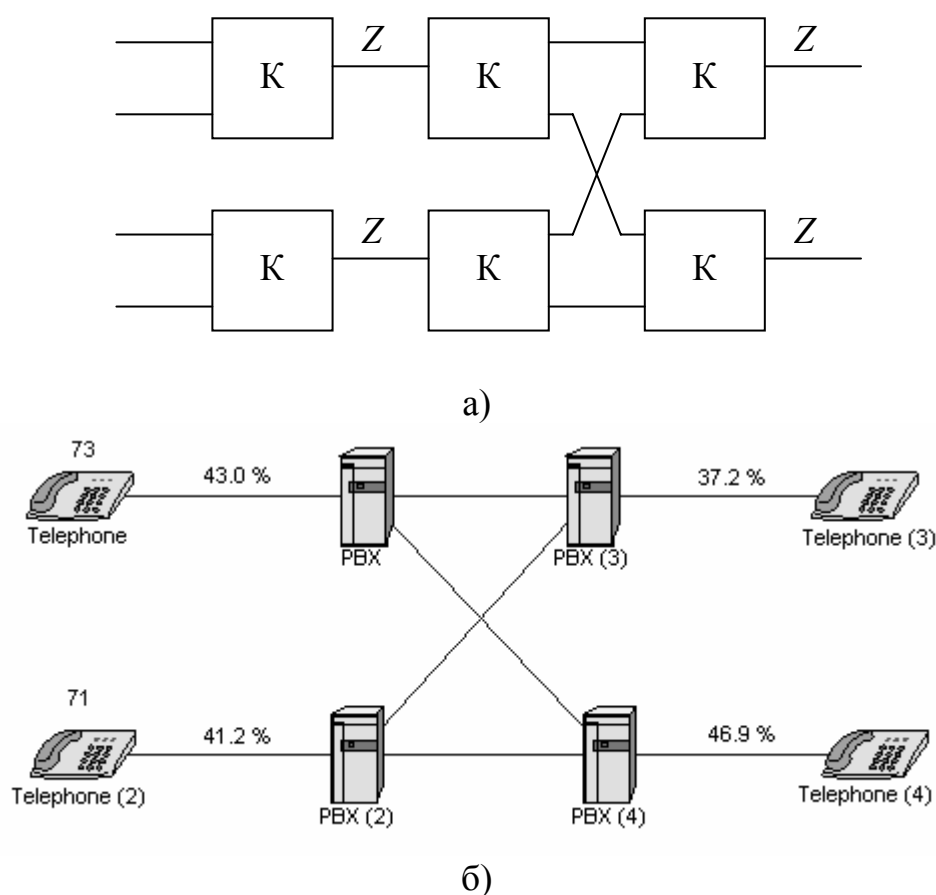 Z Z
К К К
Z Z
К К К
а)
73
43.0 % 37.2 %
Telephone PBX PBX (3) Telephone (3)
71
41.2 % 46.9 %
Telephone (2) PBX (2) PBX (4) Telephone (4)
б)